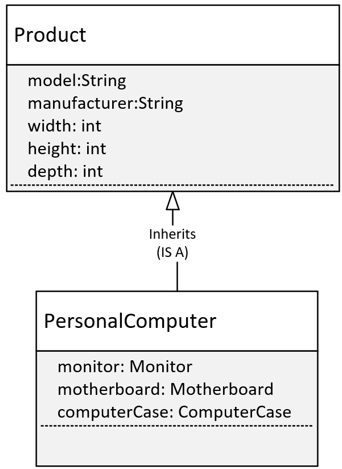 Product
model:String
manufacturer:String
width: int
height: int
depth: int
Inherits
(IS A)
PersonalComputer
monitor: Monitor
motherboard: Motherboard
computerCase: ComputerCase